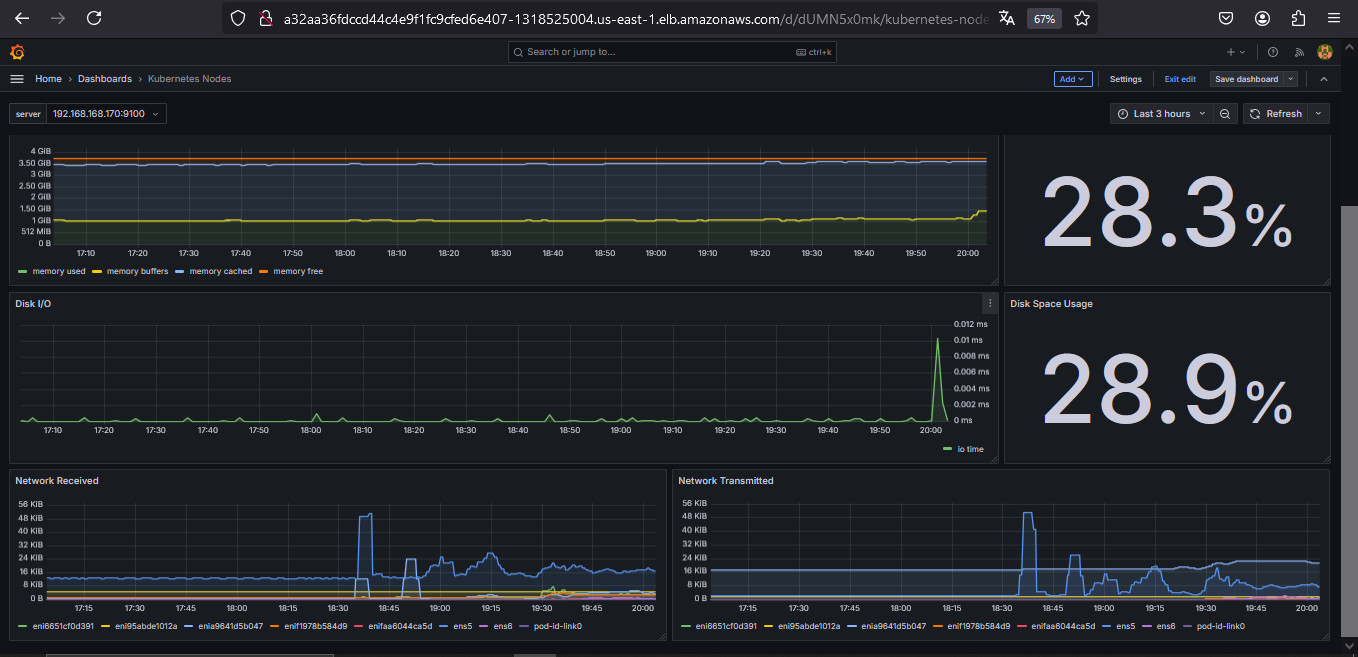 a32aa36fdccd44c4e9f1fc9cfed6e407-1318525004.us-east-1.elb.amazonaws.com/d/dUMN5x0mk/kubernetes-node
67%
Search or jump to...
ctrl+k
Home › Dashboards › Kubernetes Nodes
Add
Settings
Exit edit
Save dashboard
server
192.168.168.170:9100
Last 3 hours
Refresh
4 GiB
3.50 GiB
3 GiB
2.50 GiB
2 GiB
1.50 GiB
1 GiB
512 MiB
0 B
17:10 17:20 17:30 17:40 17:50 18:00 18:10 18:20 18:30 18:40 18:50 19:00 19:10 19:20 19:30 19:40 19:50 20:00
memory used memory buffers memory cached memory free
28.3%
Disk I/O
0.012 ms
0.01 ms
0.008 ms
0.006 ms
0.004 ms
0.002 ms
0 ms
17:10 17:20 17:30 17:40 17:50 18:00 18:10 18:20 18:30 18:40 18:50 19:00 19:10 19:20 19:30 19:40 19:50 20:00
io time
Disk Space Usage
28.9%
Network Received
56 KiB
48 KiB
40 KiB
32 KiB
24 KiB
16 KiB
8 KiB
0 B
17:15 17:30 17:45 18:00 18:15 18:30 18:45 19:00 19:15 19:30 19:45 20:00
eni6651cf0d391 eni95abde1012a enia9641d5b047 enif1978b584d9 enifaa6044ca5d ens5 ens6 pod-id-link0
Network Transmitted
56 KiB
48 KiB
40 KiB
32 KiB
24 KiB
16 KiB
8 KiB
0 B
17:15 17:30 17:45 18:00 18:15 18:30 18:45 19:00 19:15 19:30 19:45 20:00
eni6651cf0d391 eni95abde1012a enia9641d5b047 enif1978b584d9 enifaa6044ca5d ens5 ens6 pod-id-link0